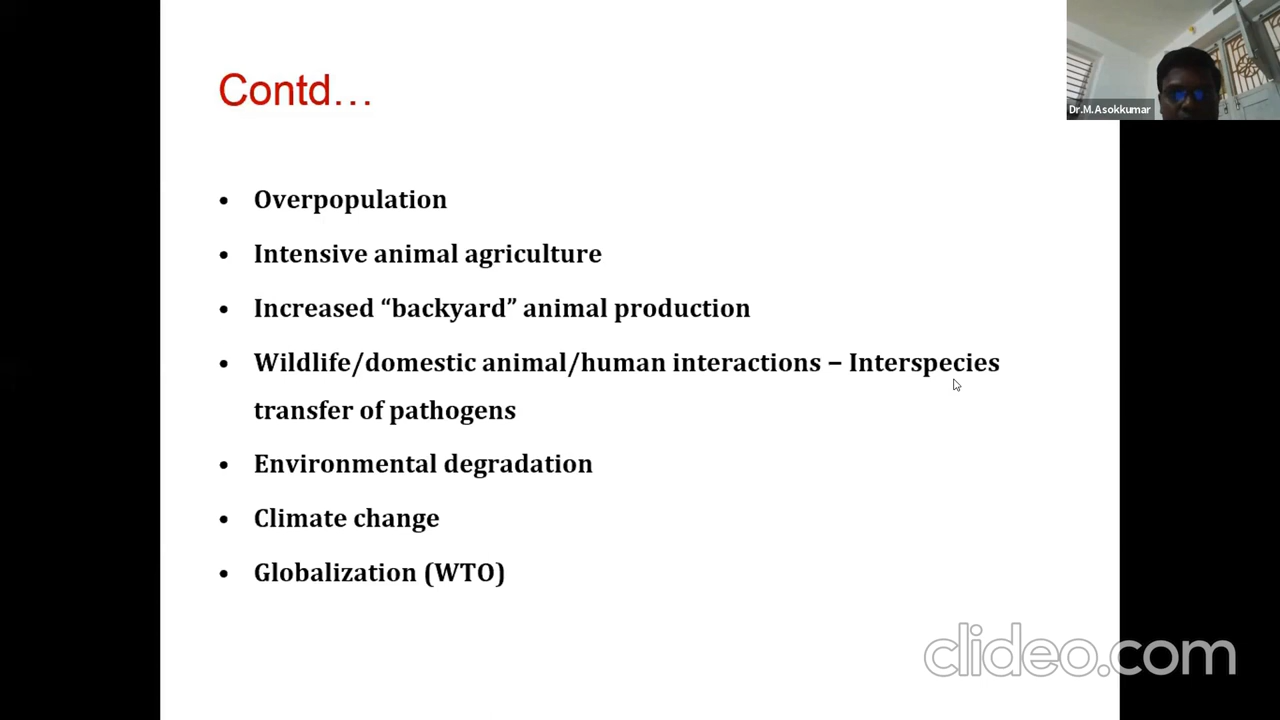 Contd…
Dr.M.Asokkumar
• Overpopulation
• Intensive animal agriculture
• Increased “backyard” animal production
• Wildlife/domestic animal/human interactions – Interspecies
transfer of pathogens
• Environmental degradation
• Climate change
• Globalization (WTO)
clideo.com